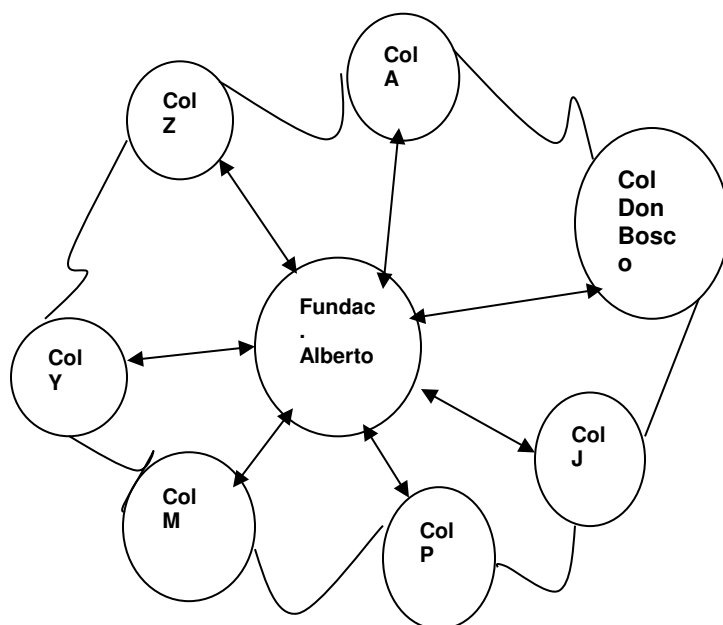 Col
A
Col
Z
Col
Don
Bosc
o
Fundac
.
Alberto
Col
Y
Col
J
Col
M
Col
P